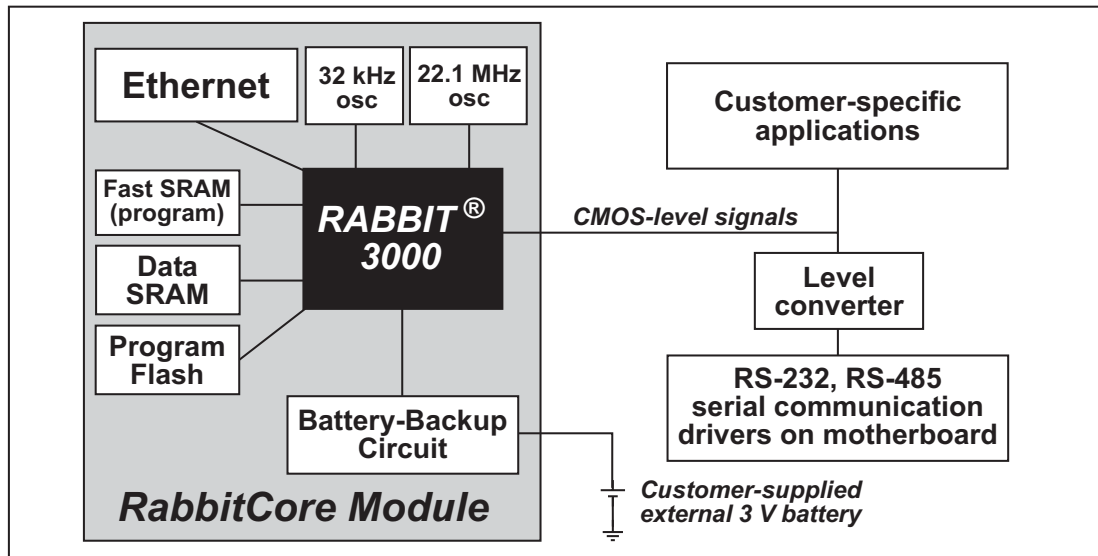 Ethernet
32 kHz
osc
22.1 MHz
osc
Fast SRAM
(program)
Data
SRAM
Program
Flash
RABBIT ®
3000
Battery-Backup
Circuit
RabbitCore Module
CMOS-level signals
Customer-specific
applications
Level
converter
RS-232, RS-485
serial communication
drivers on motherboard
Customer-supplied
external 3 V battery